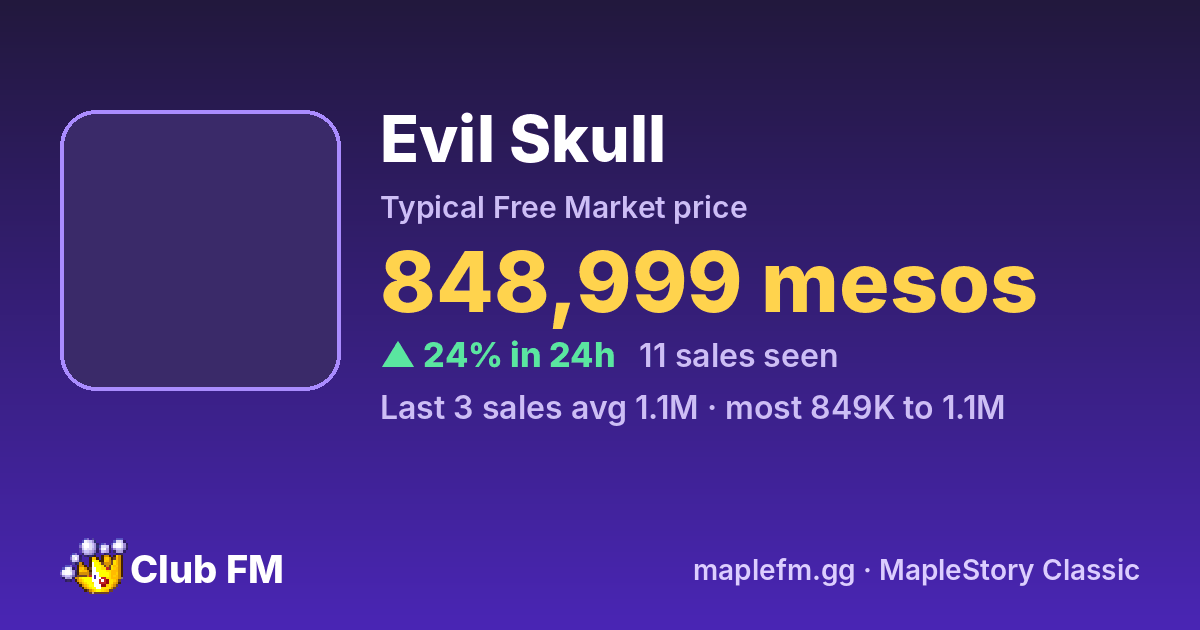 Evil Skull
Typical Free Market price
848,999 mesos
▲ 24% in 24h 11 sales seen
Last 3 sales avg 1.1M · most 849K to 1.1M
Club FM
maplefm.gg · MapleStory Classic